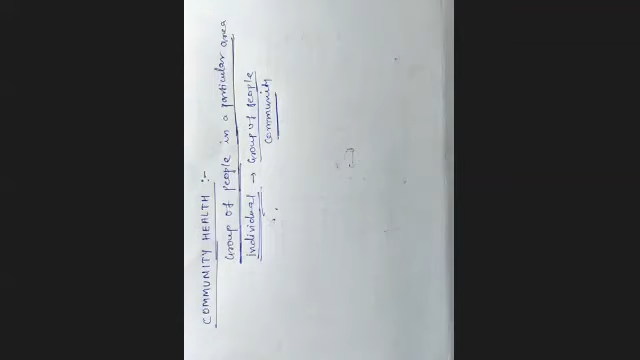 COMMUNITY HEALTH :-
Group of people in a particular area
individual → Group of people
community